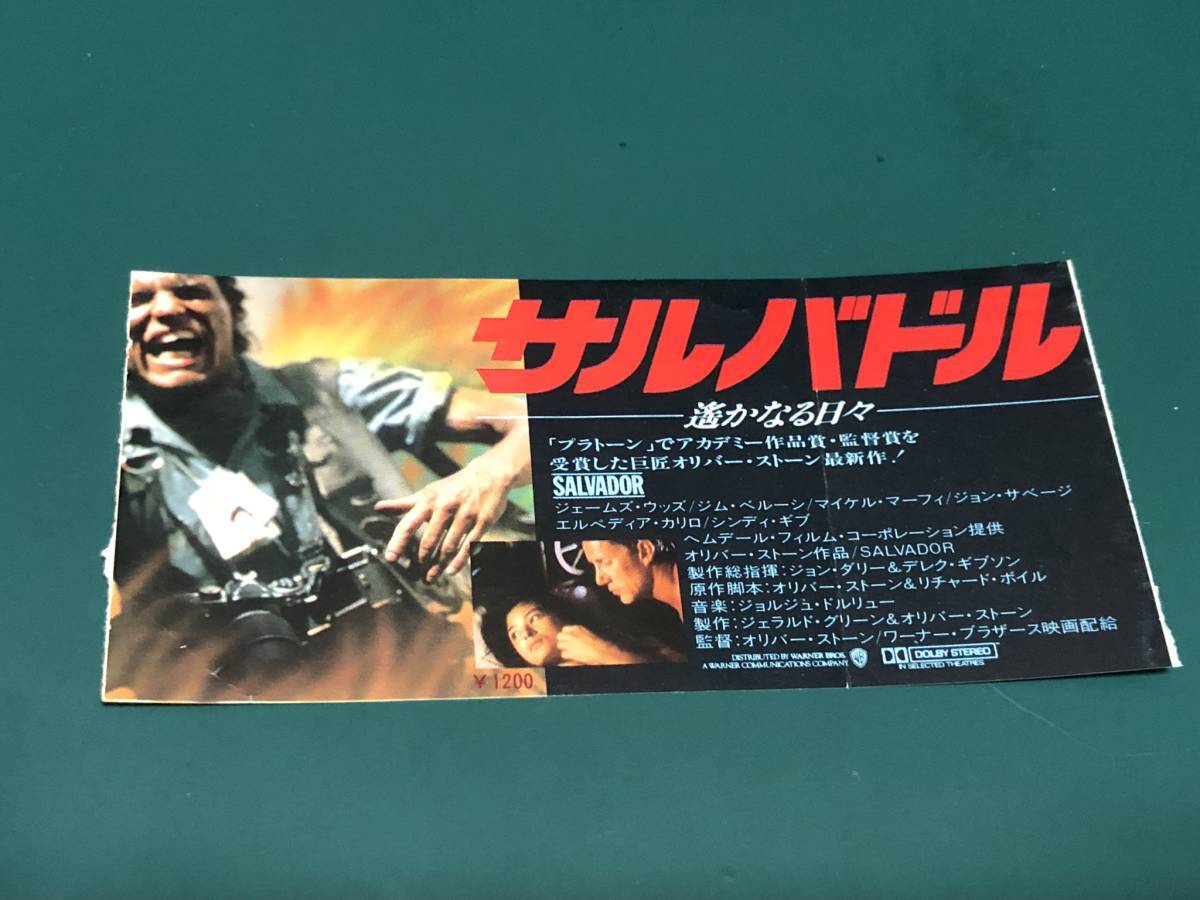 サルバドル
遙かなる日々
「プラトーン」でアカデミー作品賞・監督賞を
受賞した巨匠オリバー・ストーン最新作!
SALVADOR
ジェームズ・ウッズ/ジム・ベルーシ/マイケル・マーフィ/ジョン・サベージ
エルペディア・カリロ/シンディ・ギブ
ヘムデール・フィルム・コーポレーション提供
オリバー・ストーン作品/SALVADOR
製作総指揮:ジョン・ダリー&デレク・ギブソン
原作脚本:オリバー・ストーン&リチャード・ボイル
音楽:ジョルジュ・ドルリュー
製作:ジェラルド・グリーン&オリバー・ストーン
監督:オリバー・ストーン/ワーナー・ブラザース映画配給
DISTRIBUTED BY WARNER BROS.
A WARNER COMMUNICATIONS COMPANY
DOLBY STEREO
IN SELECTED THEATRES
¥1200